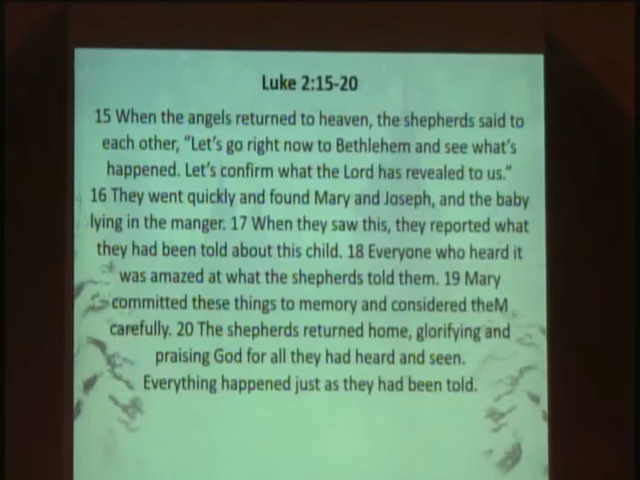 Luke 2:15-20
15 When the angels returned to heaven, the shepherds said to
each other, “Let’s go right now to Bethlehem and see what’s
happened. Let’s confirm what the Lord has revealed to us.”
16 They went quickly and found Mary and Joseph, and the baby
lying in the manger. 17 When they saw this, they reported what
they had been told about this child. 18 Everyone who heard it
was amazed at what the shepherds told them. 19 Mary
committed these things to memory and considered theM
carefully. 20 The shepherds returned home, glorifying and
praising God for all they had heard and seen.
Everything happened just as they had been told.